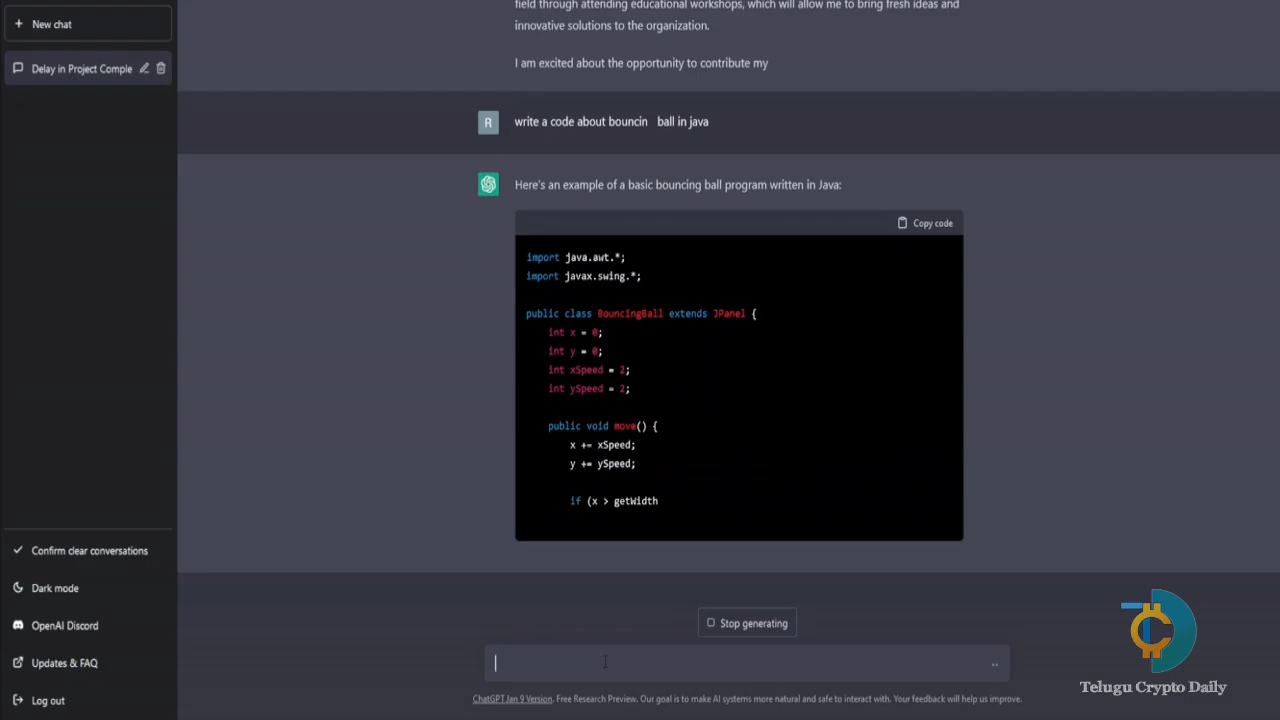 New chat
Delay in Project Comple
Confirm clear conversations
Dark mode
OpenAI Discord
Updates & FAQ
Log out
field through attending educational workshops, which will allow me to bring fresh ideas and
innovative solutions to the organization.
I am excited about the opportunity to contribute my
R
write a code about bouncin ball in java
Here's an example of a basic bouncing ball program written in Java:
Copy code
import java.awt.*;
import javax.swing.*;
public class BouncingBall extends JPanel {
int x = 0;
int y = 0;
int xSpeed = 2;
int ySpeed = 2;
public void move() {
x += xSpeed;
y += ySpeed;
if (x > getWidth
Stop generating
ChatGPT Jan 9 Version. Free Research Preview. Our goal is to make AI systems more natural and safe to interact with. Your feedback will help us improve.
Telugu Crypto Daily